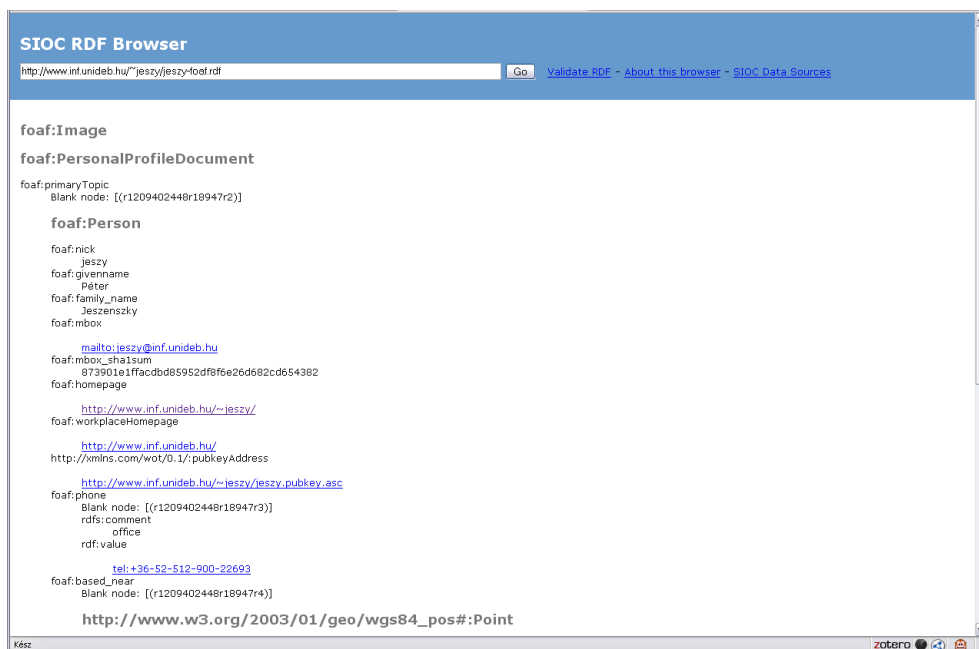 SIOC RDF Browser
http://www.inf.unideb.hu/~jeszy/jeszy-foaf.rdf Go Validate RDF - About this browser - SIOC Data Sources
foaf:Image
foaf:PersonalProfileDocument
foaf:primaryTopic
Blank node: [(r1209402448r18947r2)]
foaf:Person
foaf:nick
jeszy
foaf:givenname
Péter
foaf:family_name
Jeszenszky
foaf:mbox
mailto:jeszy@inf.unideb.hu
foaf:mbox_sha1sum
873901e1ffacdbd85952df8f6e26d682cd654382
foaf:homepage
http://www.inf.unideb.hu/~jeszy/
foaf:workplaceHomepage
http://www.inf.unideb.hu/
http://xmlns.com/wot/0.1/:pubkeyAddress
http://www.inf.unideb.hu/~jeszy/jeszy.pubkey.asc
foaf:phone
Blank node: [(r1209402448r18947r3)]
rdfs:comment
office
rdf:value
tel:+36-52-512-900-22693
foaf:based_near
Blank node: [(r1209402448r18947r4)]
http://www.w3.org/2003/01/geo/wgs84_pos#:Point
Kész zotero